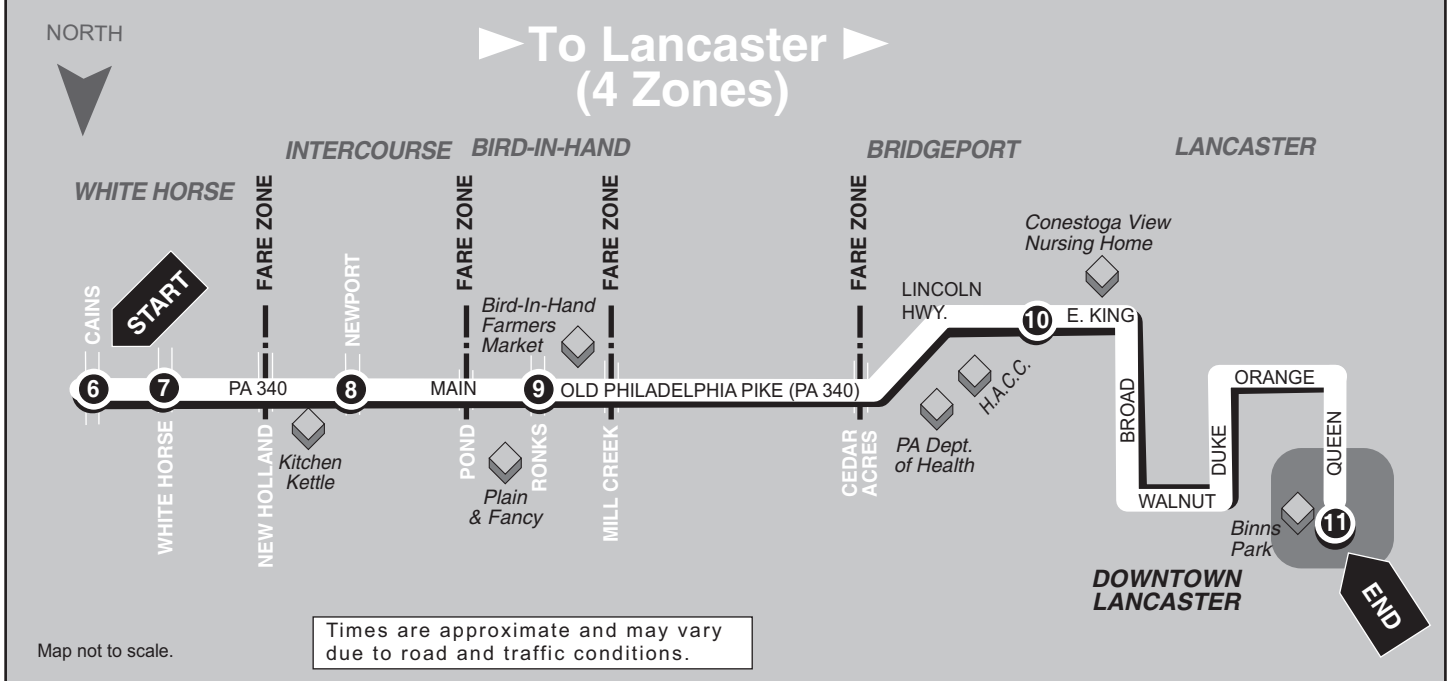 NORTH
To Lancaster
(4 Zones)
INTERCOURSE
BIRD-IN-HAND
BRIDGEPORT
LANCASTER
WHITE HORSE
FARE ZONE
FARE ZONE
FARE ZONE
FARE ZONE
CAINS
START
NEWPORT
Bird-In-Hand
Farmers
Market
Conestoga View
Nursing Home
LINCOLN
HWY.
10
E. KING
6
7
PA 340
8
MAIN
9
OLD PHILADELPHIA PIKE (PA 340)
WHITE HORSE
NEW HOLLAND
Kitchen
Kettle
POND
Plain
& Fancy
RONKS
MILL CREEK
CEDAR
ACRES
PA Dept.
of Health
H.A.C.C.
BROAD
WALNUT
DUKE
ORANGE
QUEEN
Binns
Park
11
DOWNTOWN
LANCASTER
END
Map not to scale.
Times are approximate and may vary
due to road and traffic conditions.